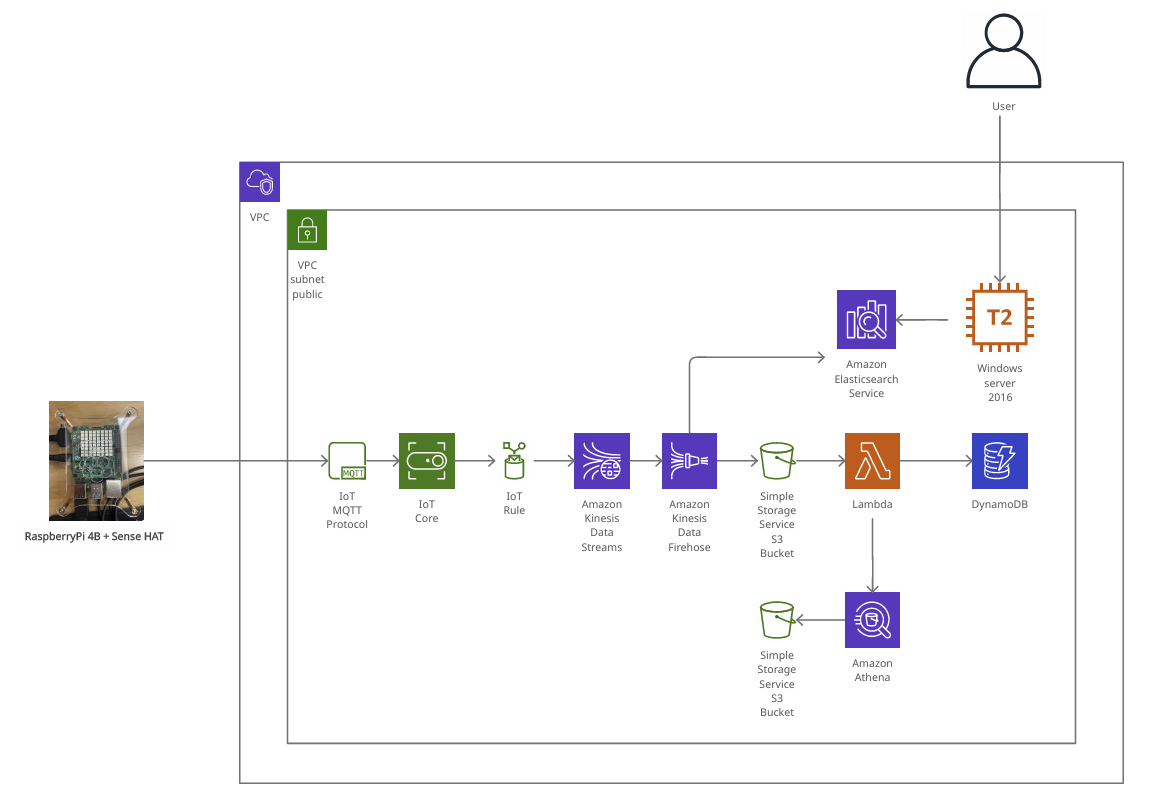 User
VPC
VPC
subnet
public
T2
Amazon
Elasticsearch
Service
Windows
server
2016
MQTT
IoT
MQTT
Protocol
IoT
Core
IoT
Rule
Amazon
Kinesis
Data
Streams
Amazon
Kinesis
Data
Firehose
Simple
Storage
Service
S3
Bucket
Lambda
DynamoDB
RaspberryPi 4B + Sense HAT
Simple
Storage
Service
S3
Bucket
Amazon
Athena